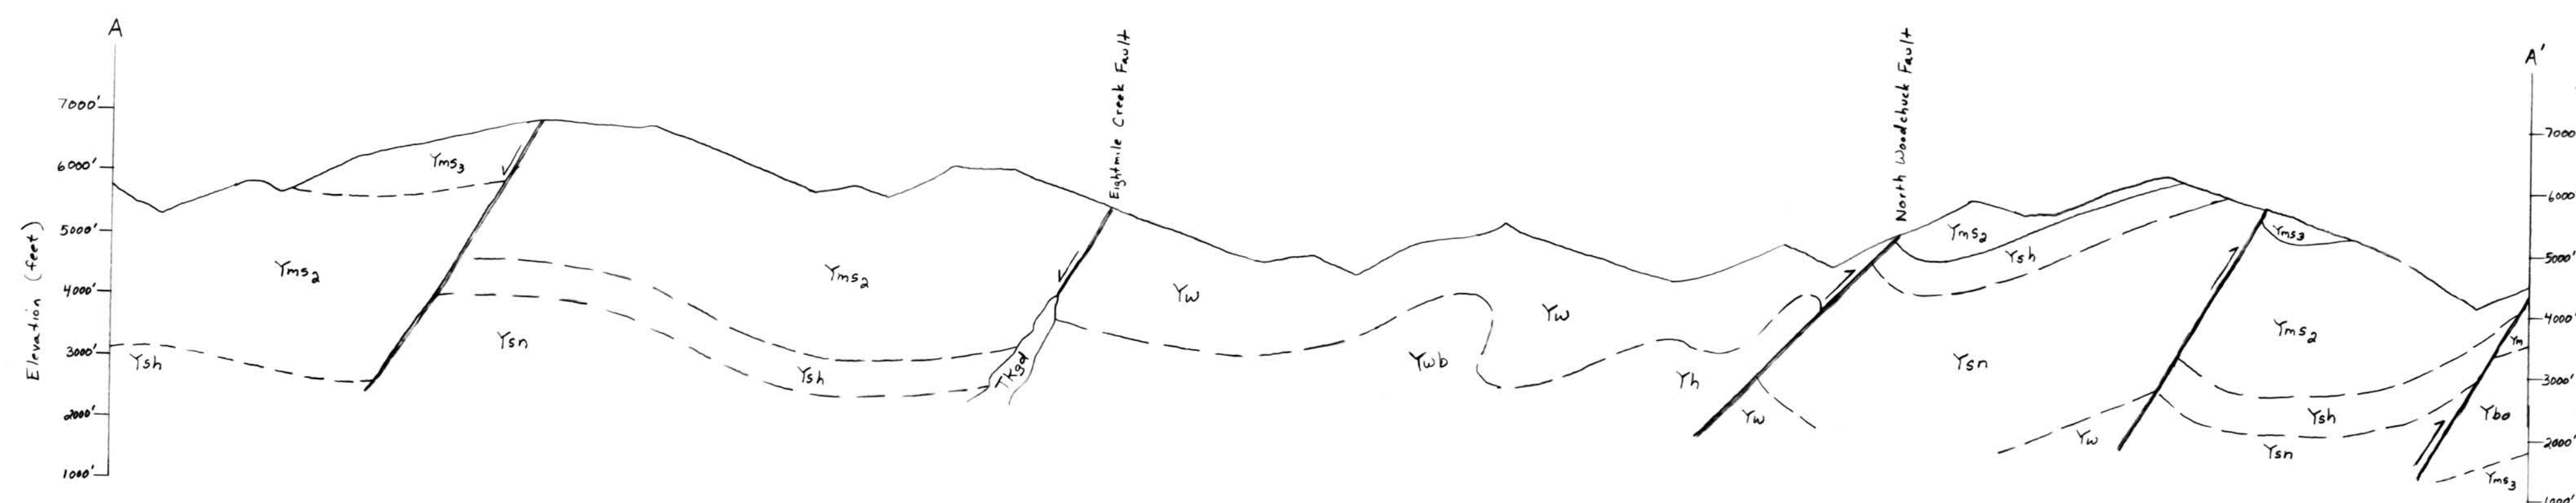 A
A'
Eightmile Creek Fault
North Woodchuck Fault
Elevation (feet)
7000'
6000'
5000'
4000'
3000'
2000'
1000'
7000
6000
5000'
4000'
3000'
2000'
1000'
Yms3
Yms2
Ysh
Ysn
Yms2
Ysh
TKgd
Yw
Ywb
Yw
Yh
Yw
Yms2
Ysh
Ysn
Yms3
Yms2
Yw
Ysh
Ysn
Ym
Ybo
Yms3